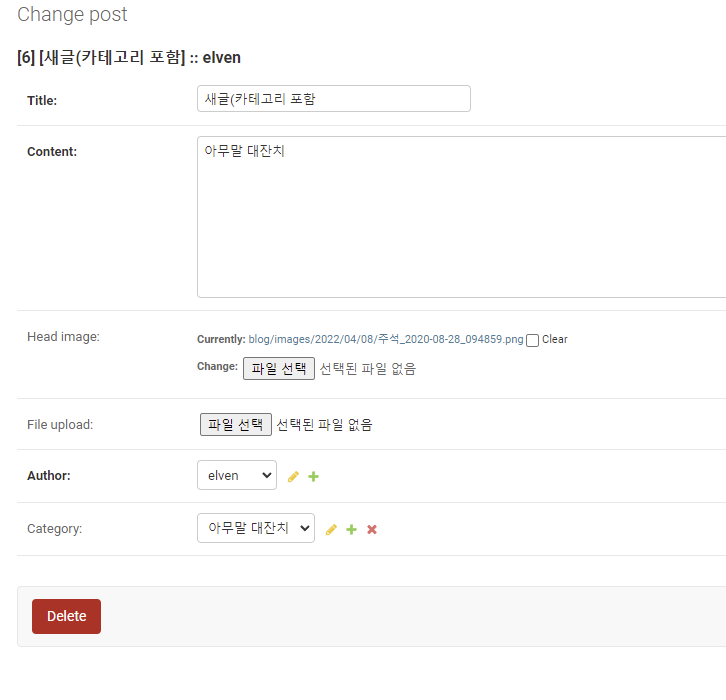 Change post
[6] [새글(카테고리 포함] :: elven
Title: 새글(카테고리 포함
Content: 아무말 대잔치
Head image: Currently: blog/images/2022/04/08/주석_2020-08-28_094859.png Clear
Change: 파일 선택 선택된 파일 없음
File upload: 파일 선택 선택된 파일 없음
Author: elven
Category: 아무말 대잔치
Delete